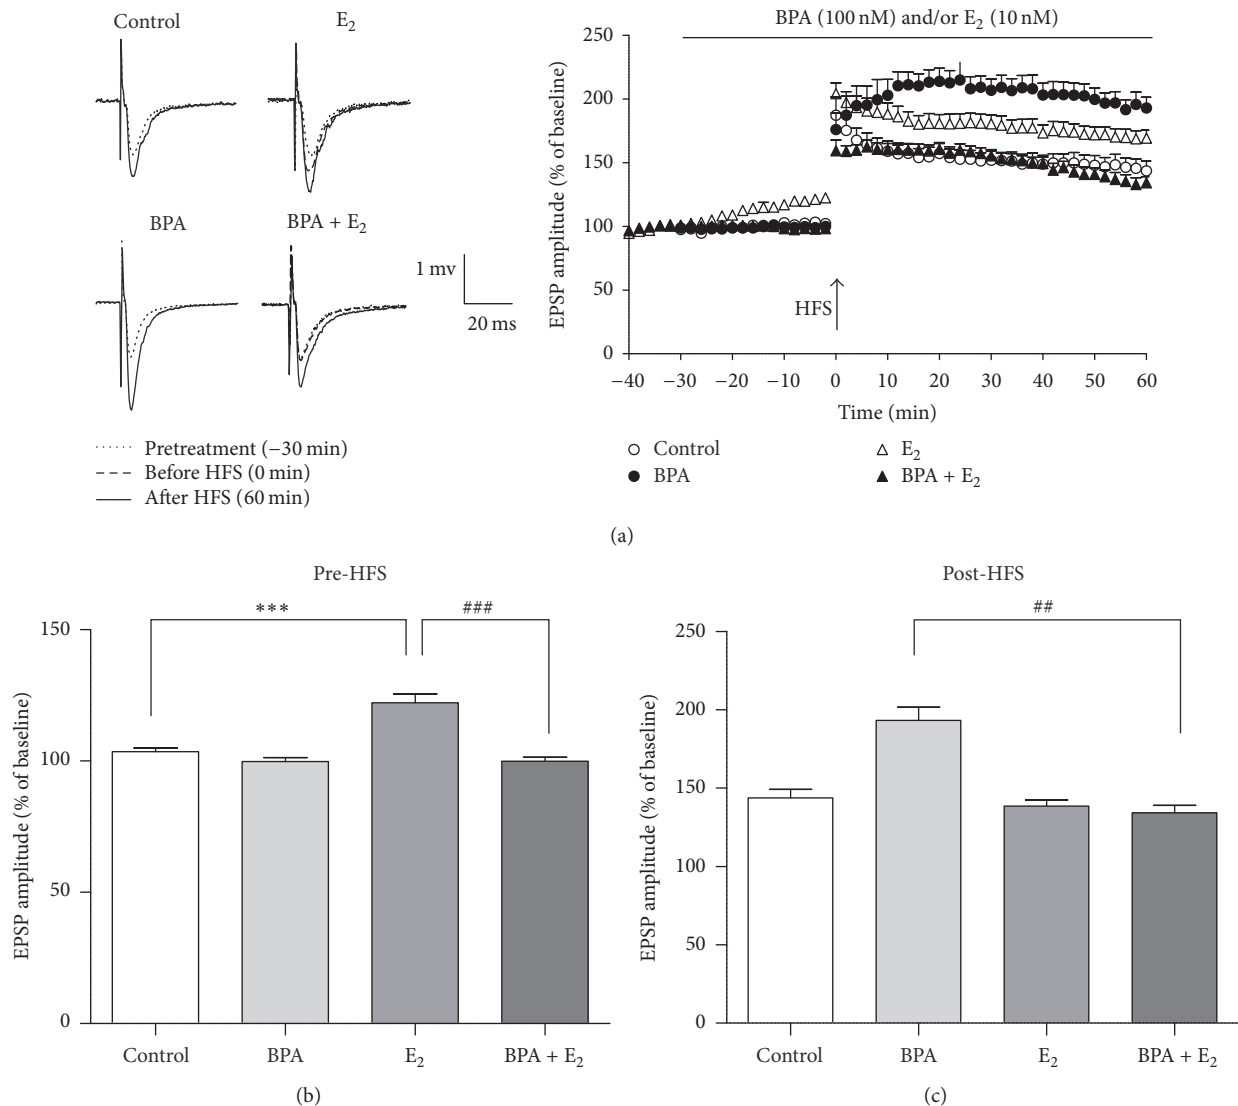 Control
E₂
BPA
BPA + E₂
1 mv
20 ms
Pretreatment (−30 min)
Before HFS (0 min)
After HFS (60 min)
BPA (100 nM) and/or E₂ (10 nM)
EPSP amplitude (% of baseline)
250
200
150
100
50
0
HFS
−40 −30 −20 −10 0 10 20 30 40 50 60
Time (min)
Control
BPA
E₂
BPA + E₂
(a)
Pre-HFS
*** ###
EPSP amplitude (% of baseline)
150
100
50
0
Control BPA E₂ BPA + E₂
(b)
Post-HFS
##
EPSP amplitude (% of baseline)
250
200
150
100
50
0
Control BPA E₂ BPA + E₂
(c)